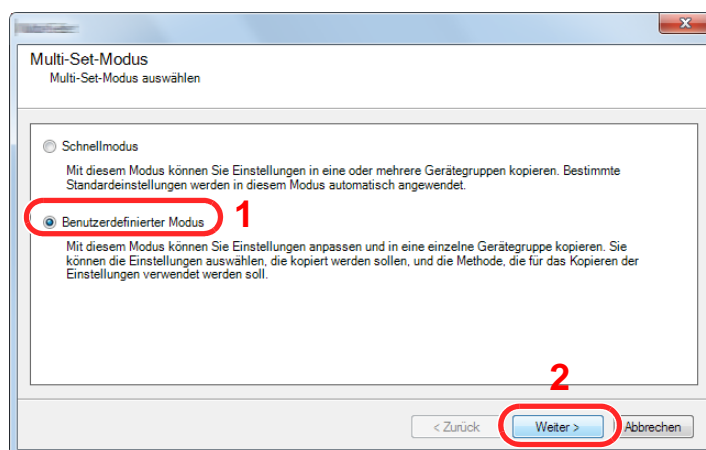 Multi-Set-Modus
Multi-Set-Modus auswählen
Schnellmodus
Mit diesem Modus können Sie Einstellungen in eine oder mehrere Gerätegruppen kopieren. Bestimmte
Standardeinstellungen werden in diesem Modus automatisch angewendet.
Benutzerdefinierter Modus 1
Mit diesem Modus können Sie Einstellungen anpassen und in eine einzelne Gerätegruppe kopieren. Sie
können die Einstellungen auswählen, die kopiert werden sollen, und die Methode, die für das Kopieren der
Einstellungen verwendet werden soll.
2
< Zurück Weiter > Abbrechen